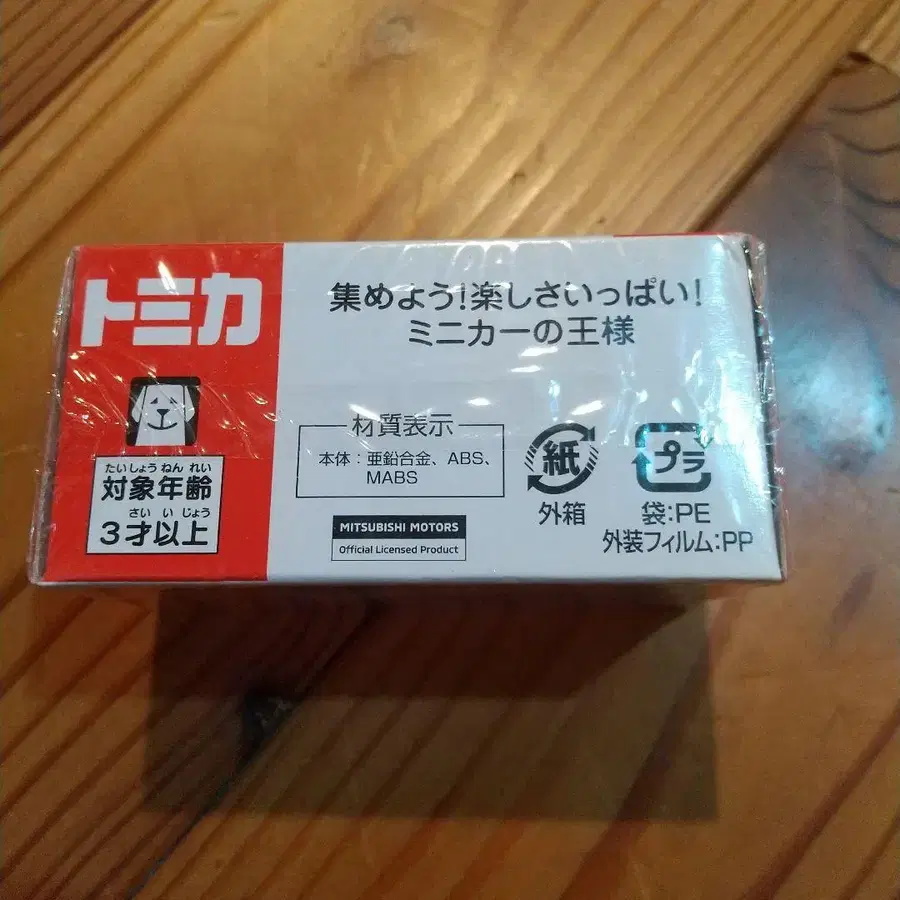 トミカ
集めよう!楽しさいっぱい!
ミニカーの王様
たいしょうねんれい
対象年齢
さいいじょう
3才以上
材質表示
本体:亜鉛合金、ABS、
MABS
MITSUBISHI MOTORS
Official Licensed Product
紙
外箱
プラ
袋:PE
外装フィルム:PP